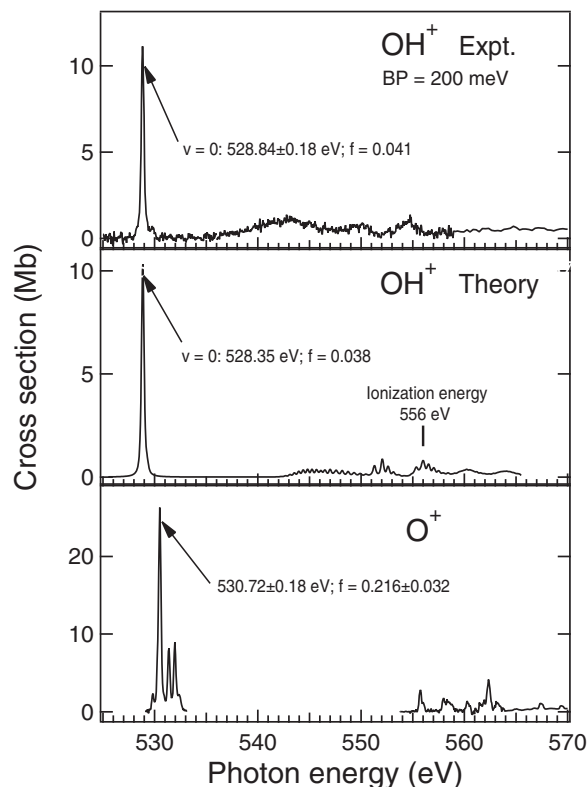 Cross section (Mb)
OH+ Expt.
BP = 200 meV
v = 0: 528.84±0.18 eV; f = 0.041
10
5
0
OH+ Theory
v = 0: 528.35 eV; f = 0.038
Ionization energy
556 eV
10
5
0
O+
530.72±0.18 eV; f = 0.216±0.032
20
10
0
530 540 550 560 570
Photon energy (eV)